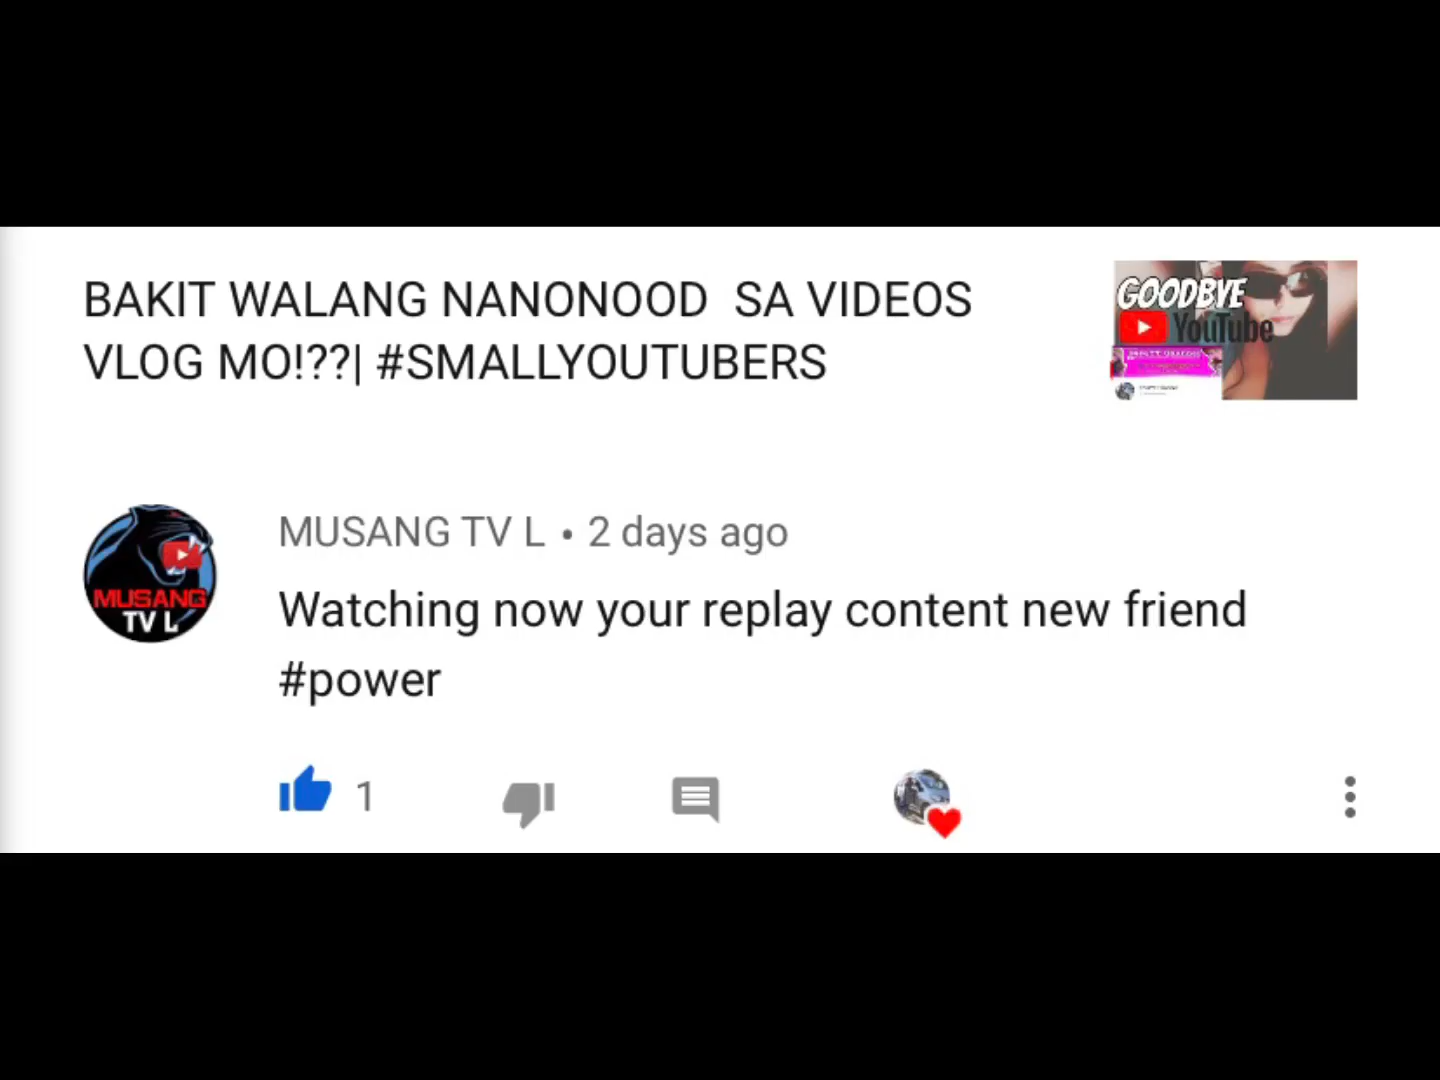 BAKIT WALANG NANONOOD SA VIDEOS
VLOG MO!??| #SMALLYOUTUBERS
GOODBYE
YouTube
MUSANG TV L • 2 days ago
MUSANG
TV L
Watching now your replay content new friend
#power
1